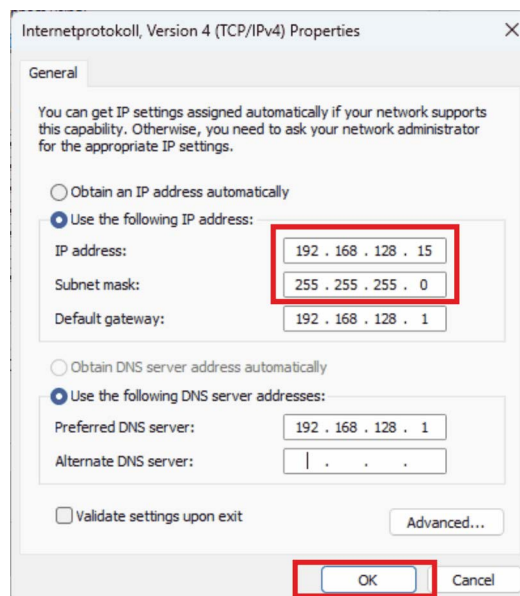 Internetprotokoll, Version 4 (TCP/IPv4) Properties
General
You can get IP settings assigned automatically if your network supports
this capability. Otherwise, you need to ask your network administrator
for the appropriate IP settings.
Obtain an IP address automatically
Use the following IP address:
IP address: 192 . 168 . 128 . 15
Subnet mask: 255 . 255 . 255 . 0
Default gateway: 192 . 168 . 128 . 1
Obtain DNS server address automatically
Use the following DNS server addresses:
Preferred DNS server: 192 . 168 . 128 . 1
Alternate DNS server: . . .
Validate settings upon exit
Advanced...
OK Cancel